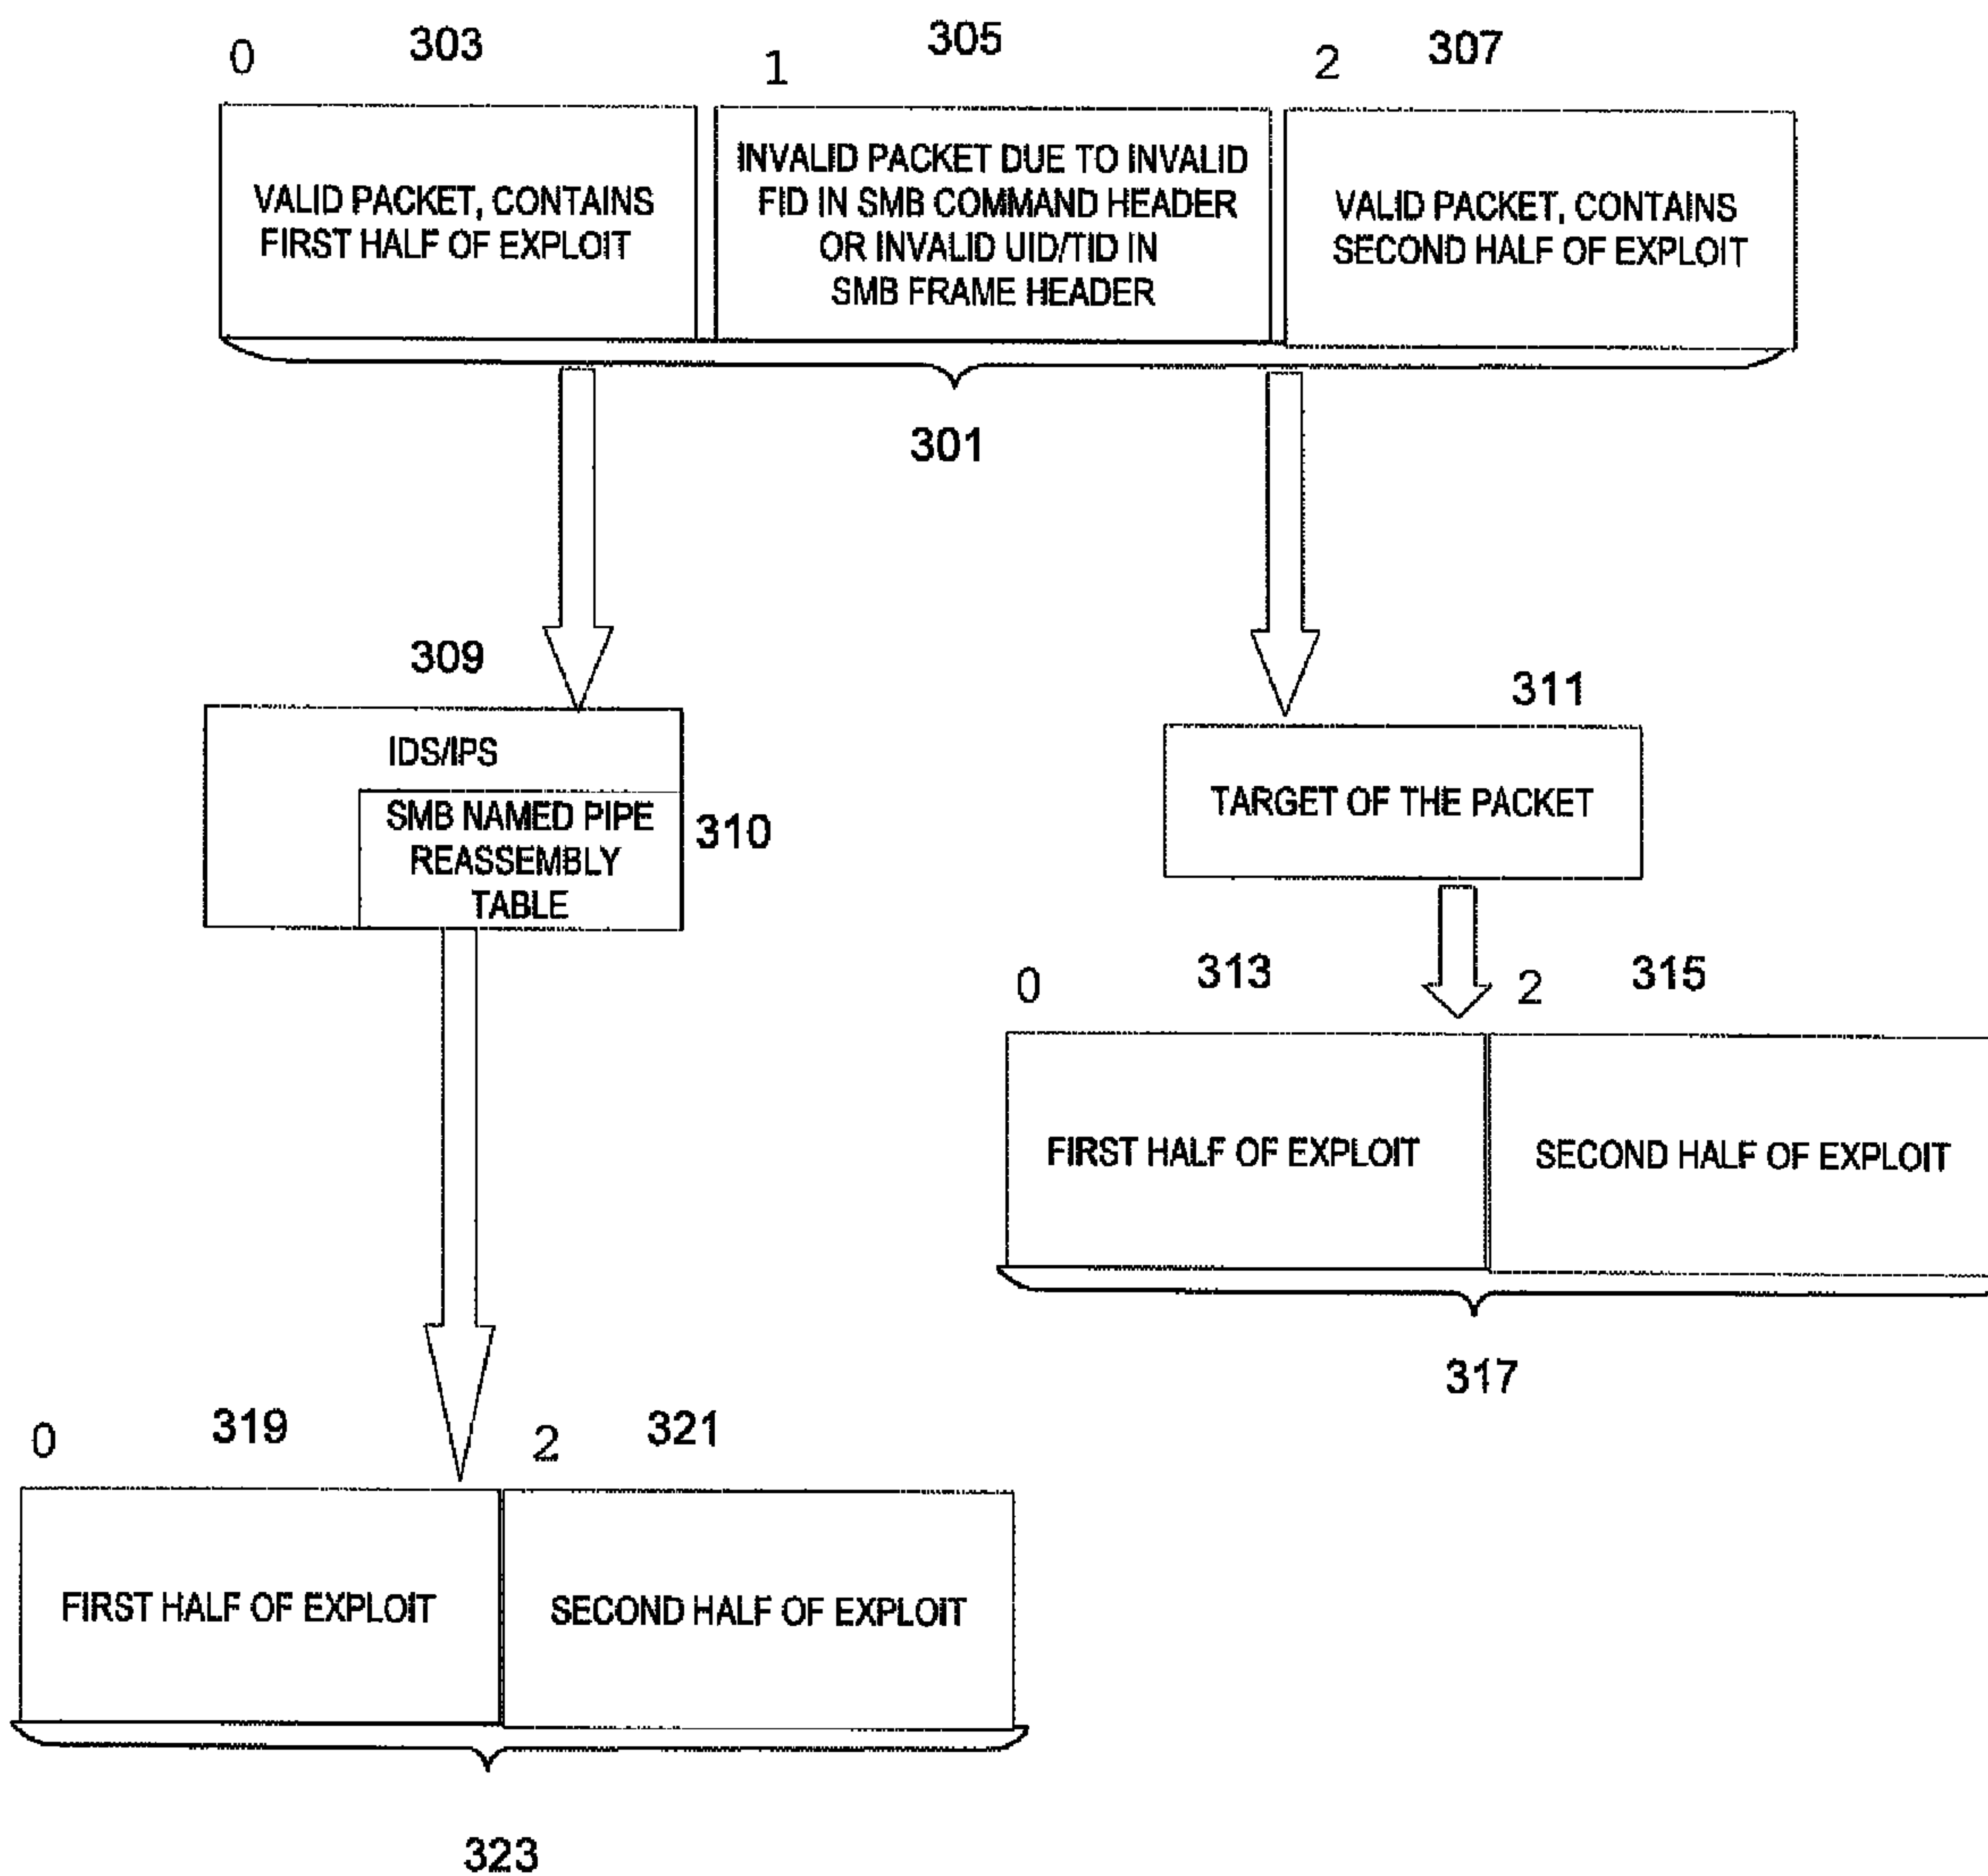 0
303
1
305
2
307
VALID PACKET, CONTAINS
FIRST HALF OF EXPLOIT
INVALID PACKET DUE TO INVALID
FID IN SMB COMMAND HEADER
OR INVALID UID/TID IN
SMB FRAME HEADER
VALID PACKET, CONTAINS
SECOND HALF OF EXPLOIT
301
309
IDS/IPS
SMB NAMED PIPE
REASSEMBLY
TABLE
310
311
TARGET OF THE PACKET
0
313
2
315
FIRST HALF OF EXPLOIT
SECOND HALF OF EXPLOIT
317
0
319
2
321
FIRST HALF OF EXPLOIT
SECOND HALF OF EXPLOIT
323